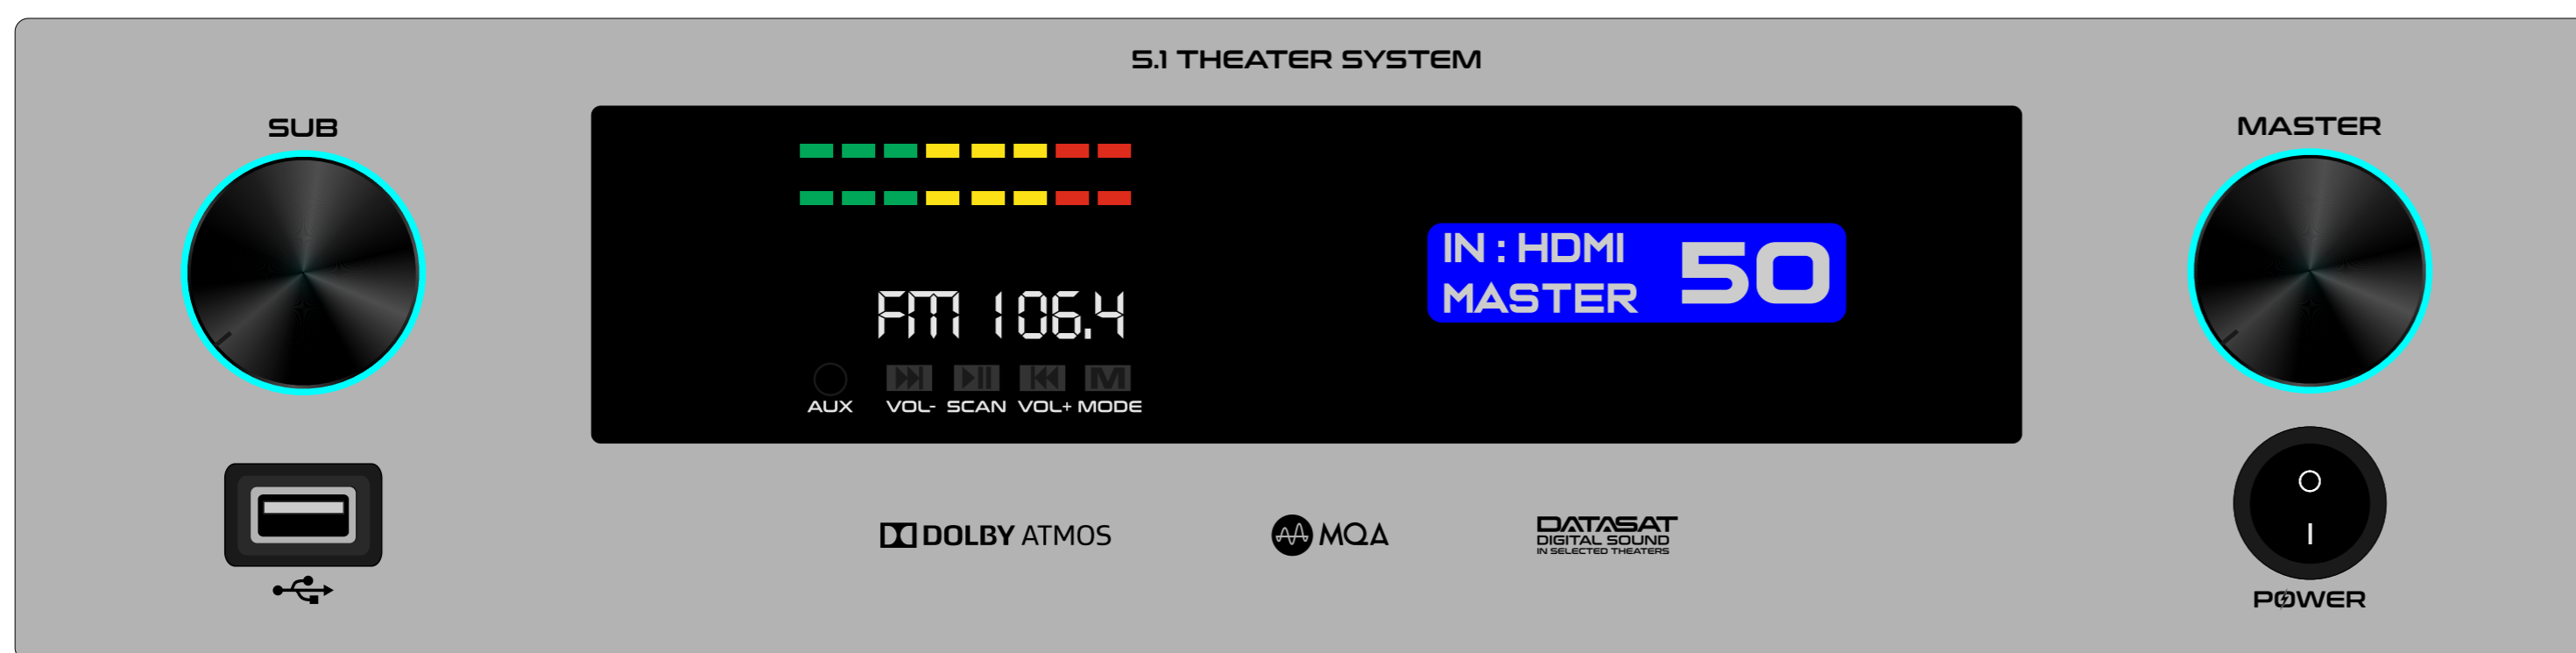 5.1 THEATER SYSTEM
SUB
MASTER
IN : HDMI
MASTER
50
FM 106.4
M
AUX VOL- SCAN VOL+ MODE
DOLBY ATMOS
MQA
DATASAT
DIGITAL SOUND
IN SELECTED THEATERS
POWER